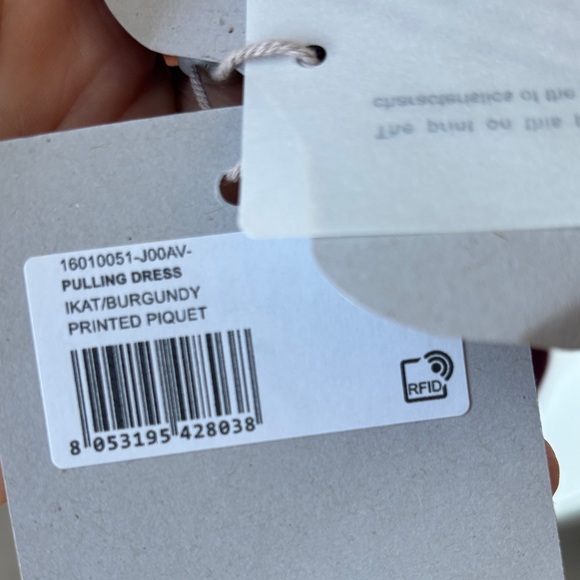 characteristics of the
The print on this
16010051-J00AV-
PULLING DRESS
IKAT/BURGUNDY
PRINTED PIQUET
8 053195 428038
RFID